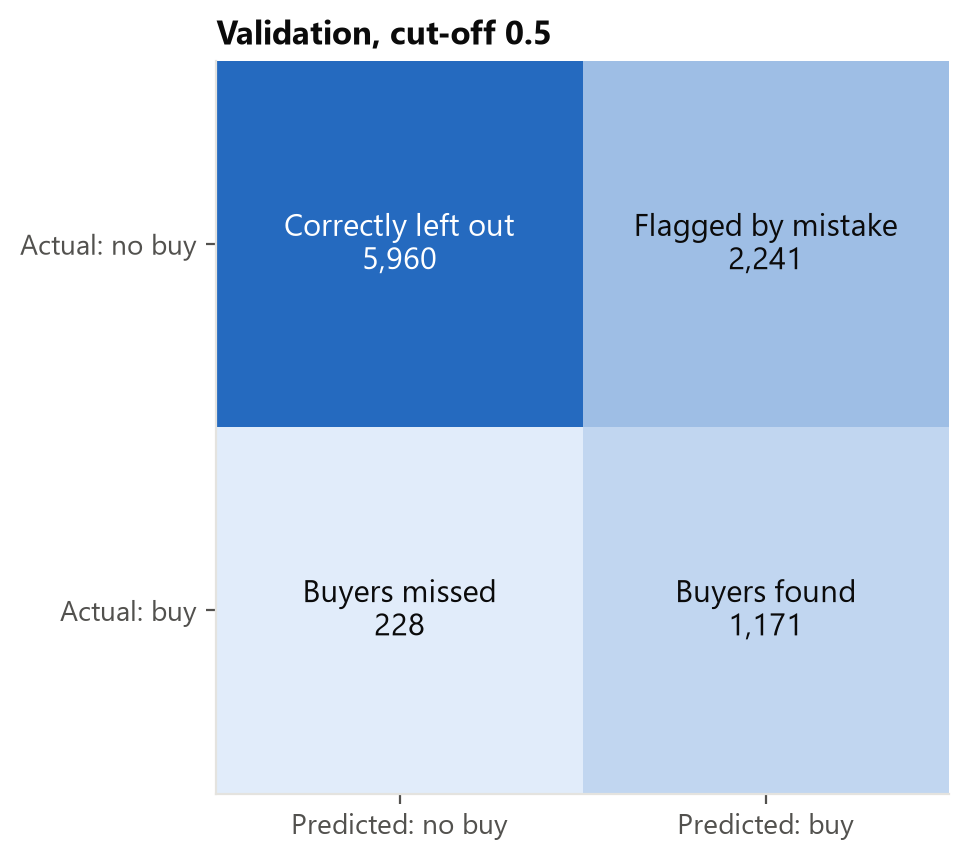 Validation, cut-off 0.5
Actual: no buy
Correctly left out
5,960
Flagged by mistake
2,241
Actual: buy
Buyers missed
228
Buyers found
1,171
Predicted: no buy
Predicted: buy